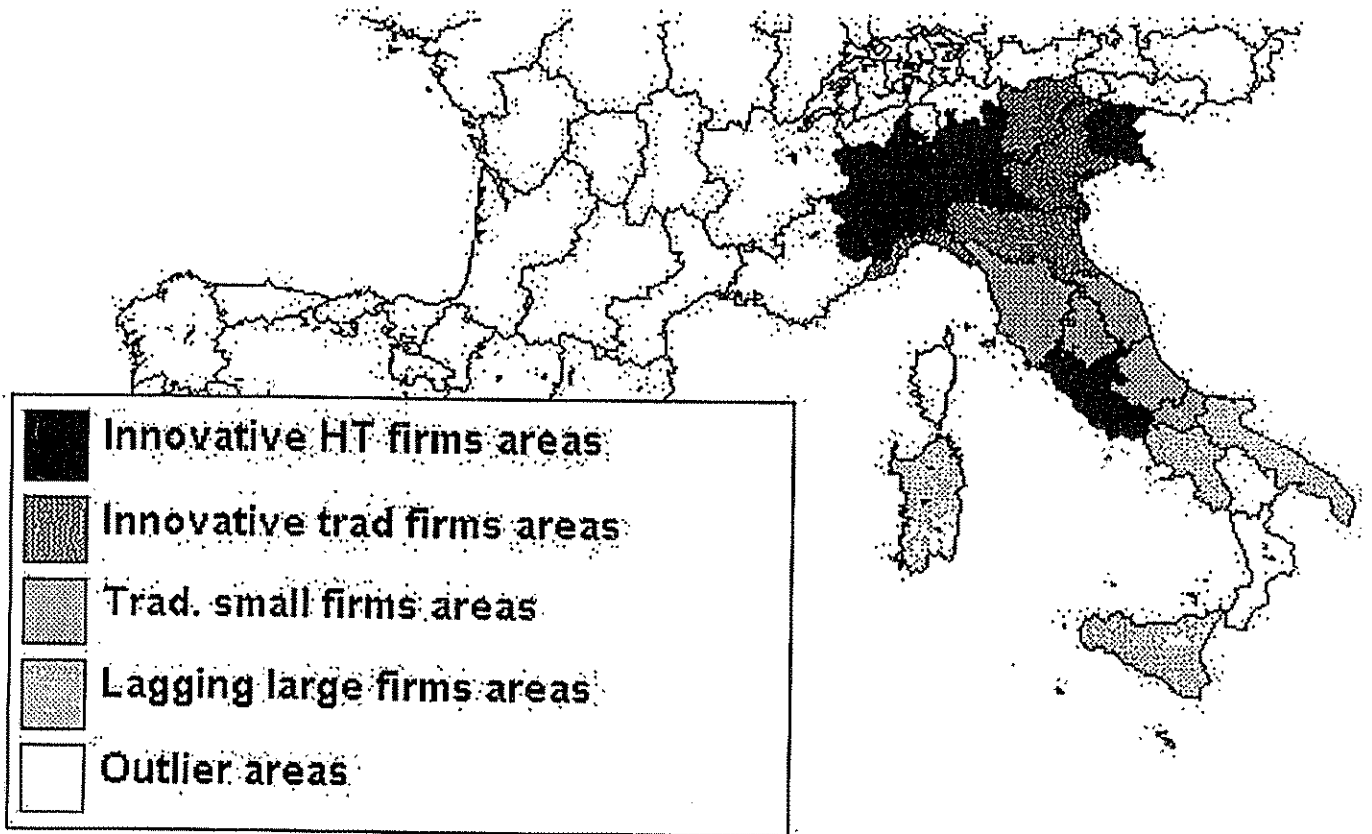 Innovative HT firms areas
Innovative trad firms areas
Trad. small firms areas
Lagging large firms areas
Outlier areas